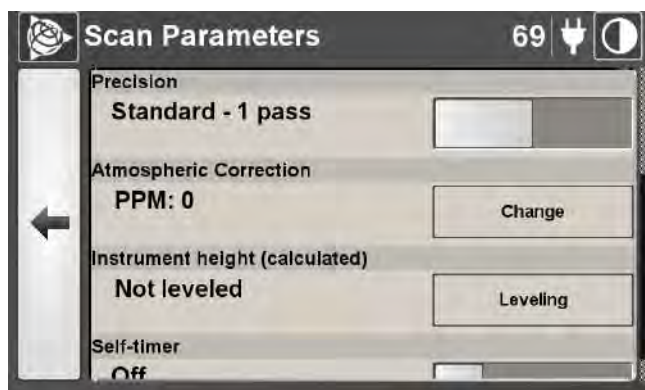 Scan Parameters 69
Precision
Standard - 1 pass
Atmospheric Correction
PPM: 0
Change
Instrument height (calculated)
Not leveled
Leveling
Self-timer
Off